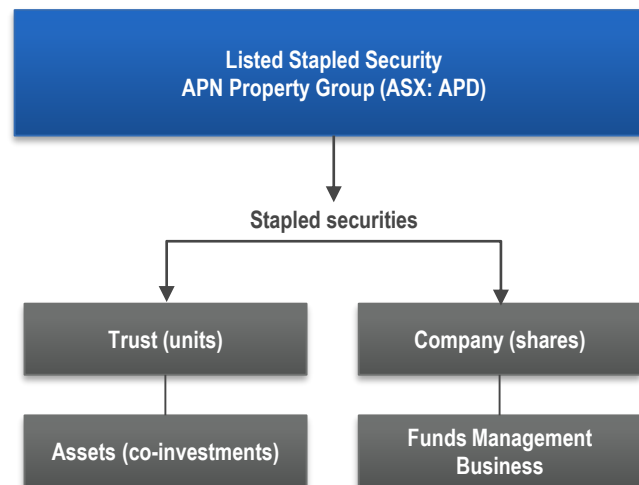 Listed Stapled Security
APN Property Group (ASX: APD)
Stapled securities
Trust (units)
Company (shares)
Assets (co-investments)
Funds Management
Business